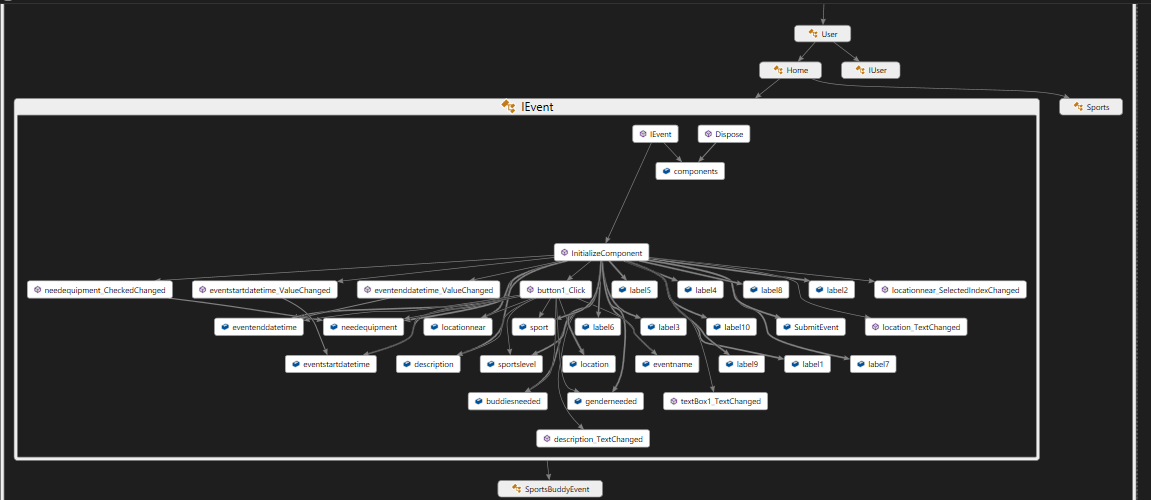 User
Home
IUser
IEvent
Sports
IEvent
Dispose
components
InitializeComponent
needequipment_CheckedChanged
eventstartdatetime_ValueChanged
eventenddatetime_ValueChanged
button1_Click
label5
label4
label8
label2
locationnear_SelectedIndexChanged
eventenddatetime
needequipment
locationnear
sport
label6
label3
label10
SubmitEvent
location_TextChanged
eventstartdatetime
description
sportslevel
location
eventname
label9
label1
label7
buddiesneeded
genderneeded
textBox1_TextChanged
description_TextChanged
SportsBuddyEvent